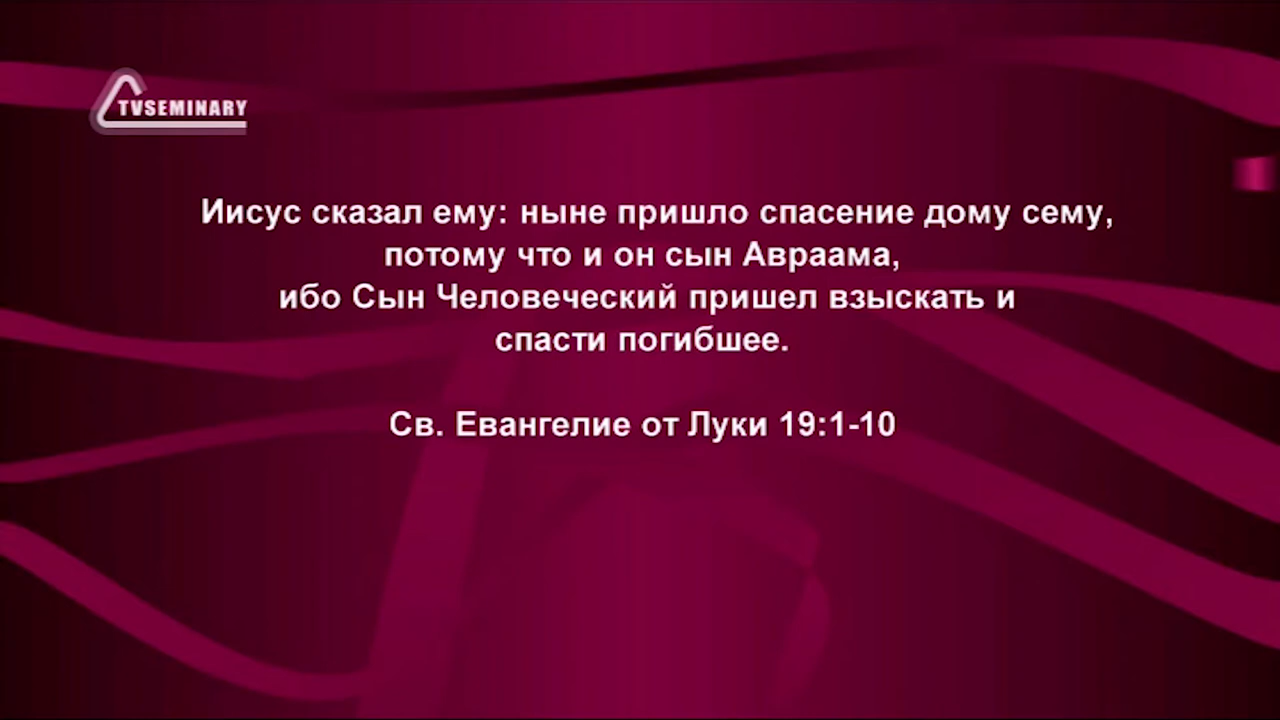 TVSEMINARY
Иисус сказал ему: ныне пришло спасение дому сему,
потому что и он сын Авраама,
ибо Сын Человеческий пришел взыскать и
спасти погибшее.
Св. Евангелие от Луки 19:1-10